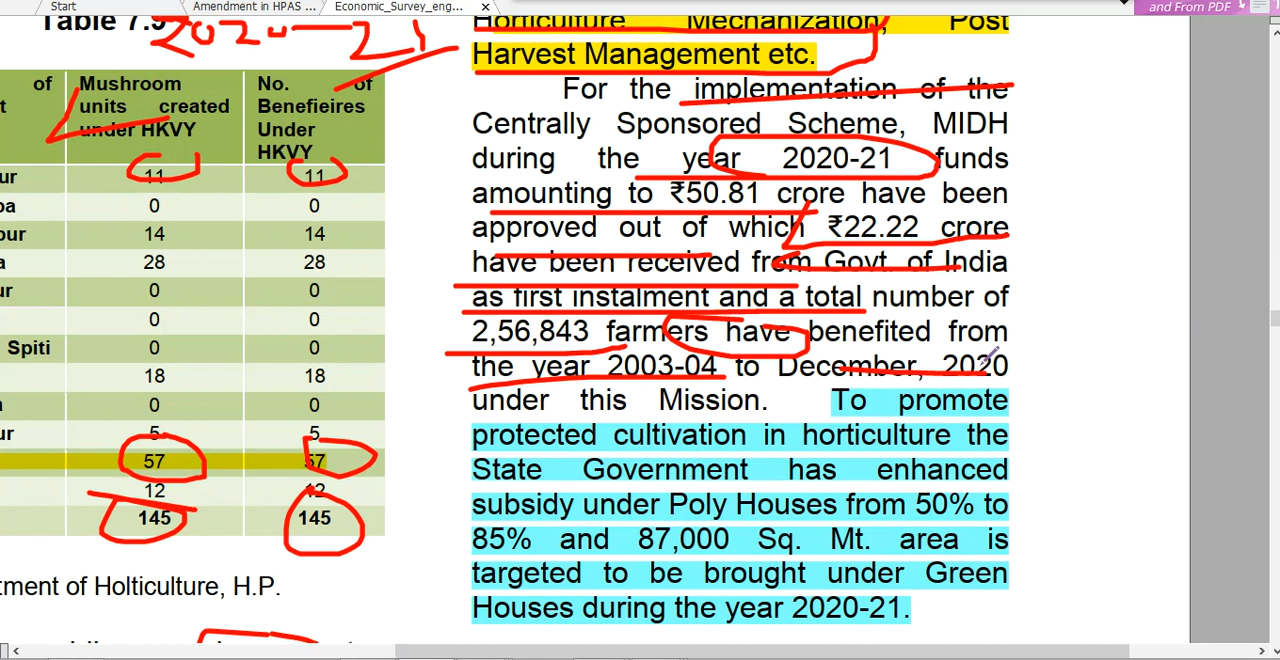 Start
Amendment in HPAS ...
Economic_Survey_eng...
and From PDF
Table 7.9
2020-21
of
t
Mushroom units created under HKVY
No. of Benefieires Under HKVY
ur 11 11
ba 0 0
pur 14 14
a 28 28
ur 0 0
0 0
Spiti 0 0
18 18
a 0 0
ur 5 5
57 57
12 12
145 145
tment of Holticulture, H.P.
Horticulture Mechanization, Post
Harvest Management etc.
For the implementation of the
Centrally Sponsored Scheme, MIDH
during the year 2020-21 funds
amounting to ₹50.81 crore have been
approved out of which ₹22.22 crore
have been received from Govt. of India
as first instalment and a total number of
2,56,843 farmers have benefited from
the year 2003-04 to December, 2020
under this Mission. To promote
protected cultivation in horticulture the
State Government has enhanced
subsidy under Poly Houses from 50% to
85% and 87,000 Sq. Mt. area is
targeted to be brought under Green
Houses during the year 2020-21.